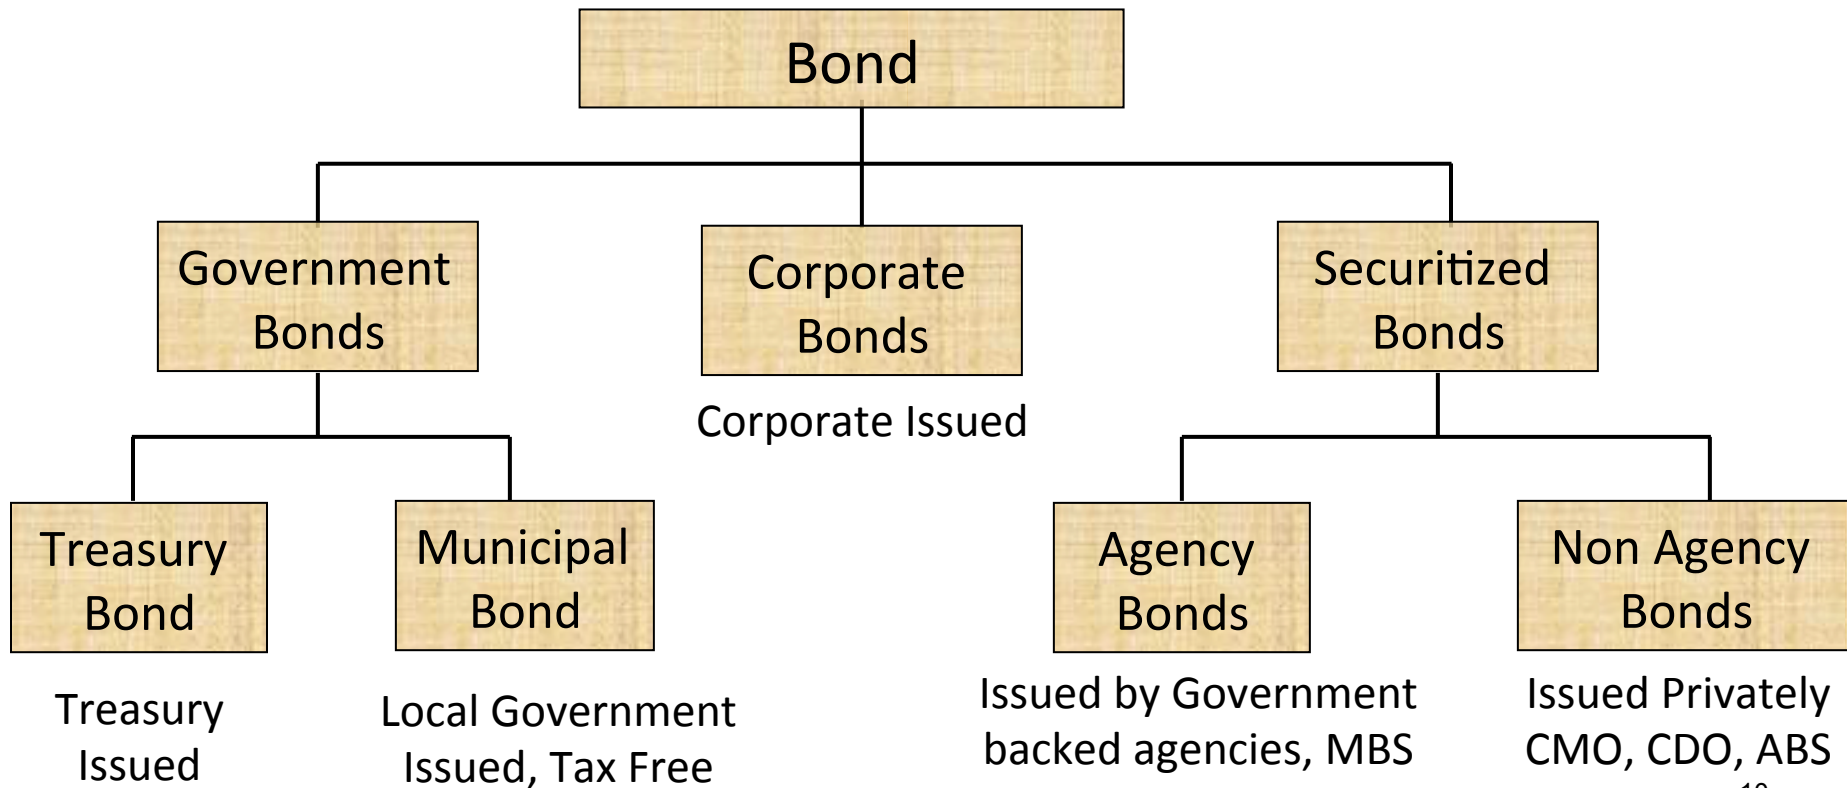 Bond
Government
Bonds
Corporate
Bonds
Securitized
Bonds
Corporate Issued
Treasury
Bond
Municipal
Bond
Agency
Bonds
Non Agency
Bonds
Treasury
Issued
Local Government
Issued, Tax Free
Issued by Government
backed agencies, MBS
Issued Privately
CMO, CDO, ABS